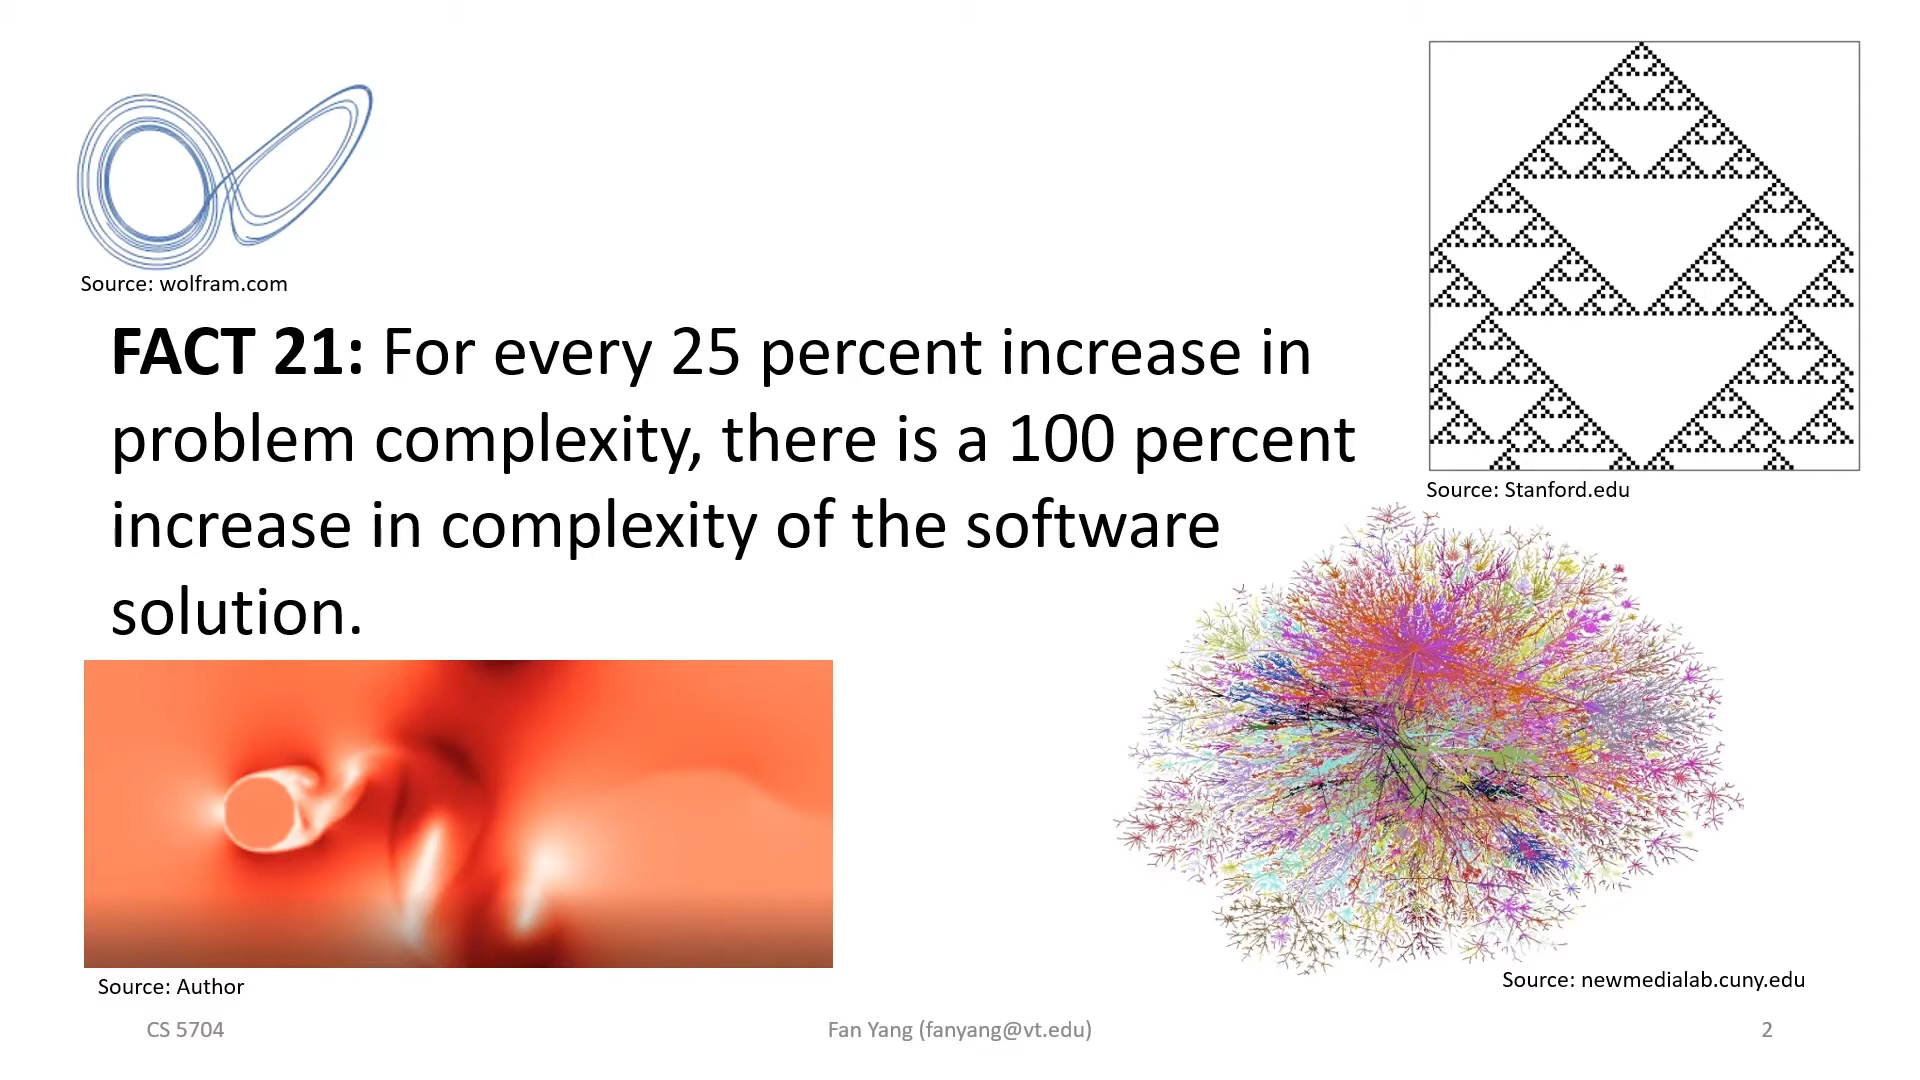 Source: wolfram.com
FACT 21: For every 25 percent increase in
problem complexity, there is a 100 percent
increase in complexity of the software
solution.
Source: Stanford.edu
Source: Author
Source: newmedialab.cuny.edu
CS 5704
Fan Yang (fanyang@vt.edu)
2